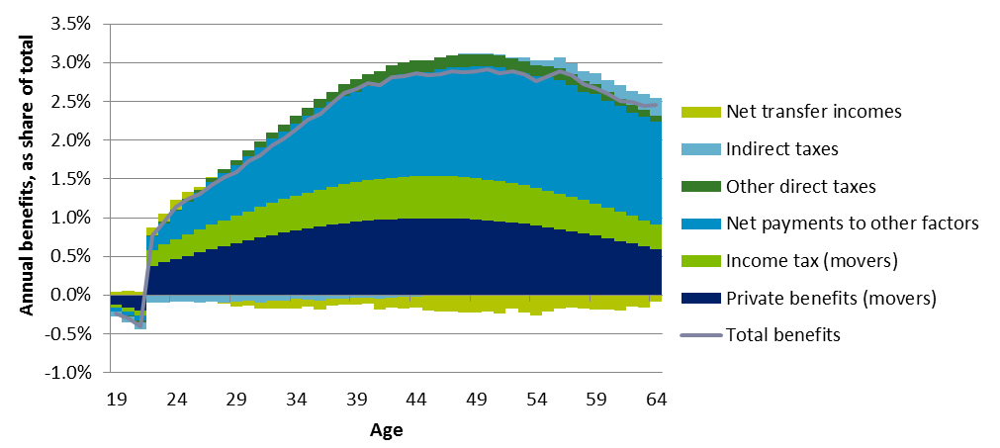 Annual benefits, as share of total
3.5%
3.0%
2.5%
2.0%
1.5%
1.0%
0.5%
0.0%
-0.5%
-1.0%
19 24 29 34 39 44 49 54 59 64
Age
Net transfer incomes
Indirect taxes
Other direct taxes
Net payments to other factors
Income tax (movers)
Private benefits (movers)
Total benefits